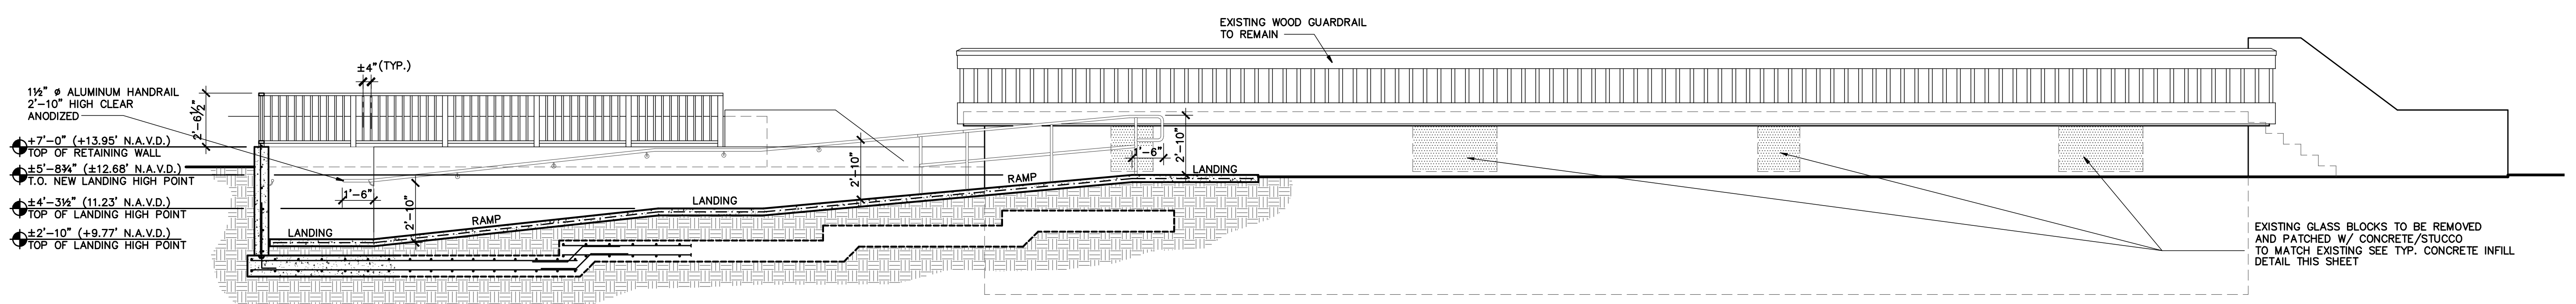 EXISTING WOOD GUARDRAIL
TO REMAIN
±4" (TYP.)
1½" ø ALUMINUM HANDRAIL
2'-10" HIGH CLEAR
ANODIZED
2'-6½"
+7'-0" (+13.95' N.A.V.D.)
TOP OF RETAINING WALL
±5'-8¾" (±12.68' N.A.V.D.)
T.O. NEW LANDING HIGH POINT
±4'-3½" (11.23' N.A.V.D.)
TOP OF LANDING HIGH POINT
±2'-10" (+9.77' N.A.V.D.)
TOP OF LANDING HIGH POINT
1'-6"
2'-10"
LANDING
RAMP
LANDING
2'-10"
RAMP
1'-6"
2'-10"
LANDING
EXISTING GLASS BLOCKS TO BE REMOVED
AND PATCHED W/ CONCRETE/STUCCO
TO MATCH EXISTING SEE TYP. CONCRETE INFILL
DETAIL THIS SHEET